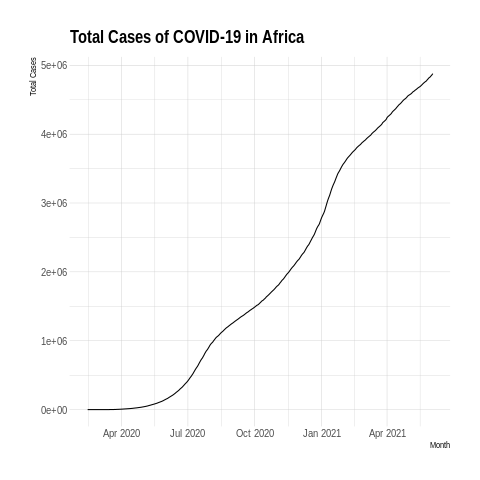 Total Cases of COVID-19 in Africa
Total Cases
5e+06
4e+06
3e+06
2e+06
1e+06
0e+00
Apr 2020 Jul 2020 Oct 2020 Jan 2021 Apr 2021
Month